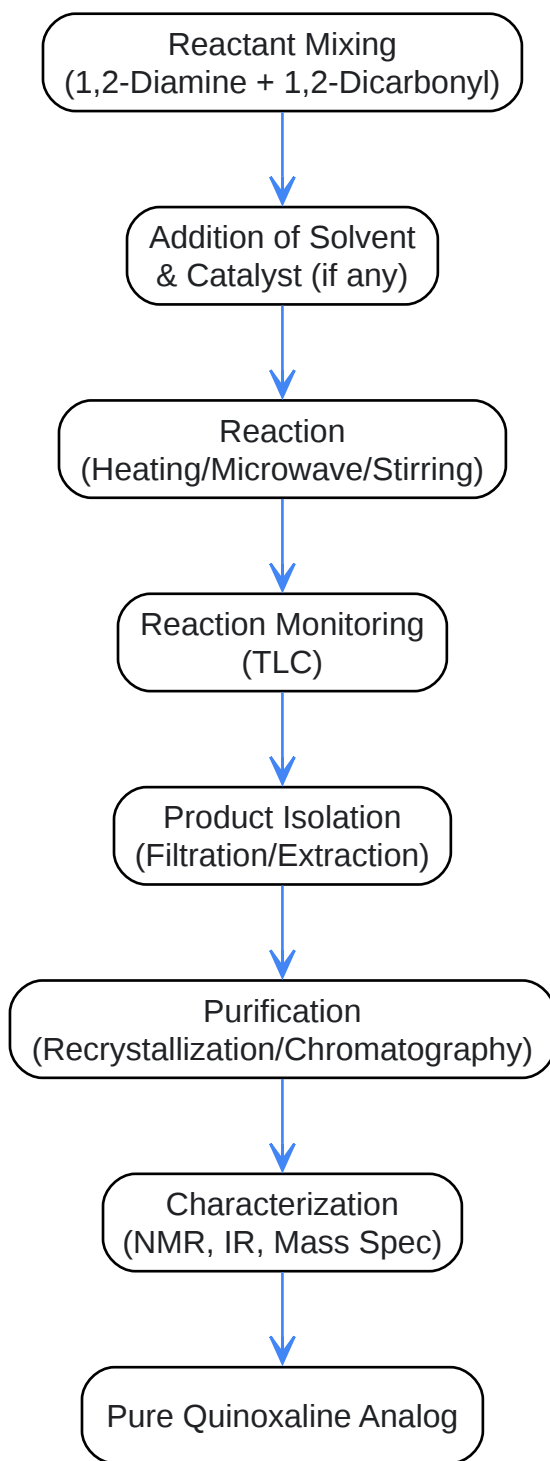 Reactant Mixing
(1,2-Diamine + 1,2-Dicarbonyl)
Addition of Solvent
& Catalyst (if any)
Reaction
(Heating/Microwave/Stirring)
Reaction Monitoring
(TLC)
Product Isolation
(Filtration/Extraction)
Purification
(Recrystallization/Chromatography)
Characterization
(NMR, IR, Mass Spec)
Pure Quinoxaline Analog